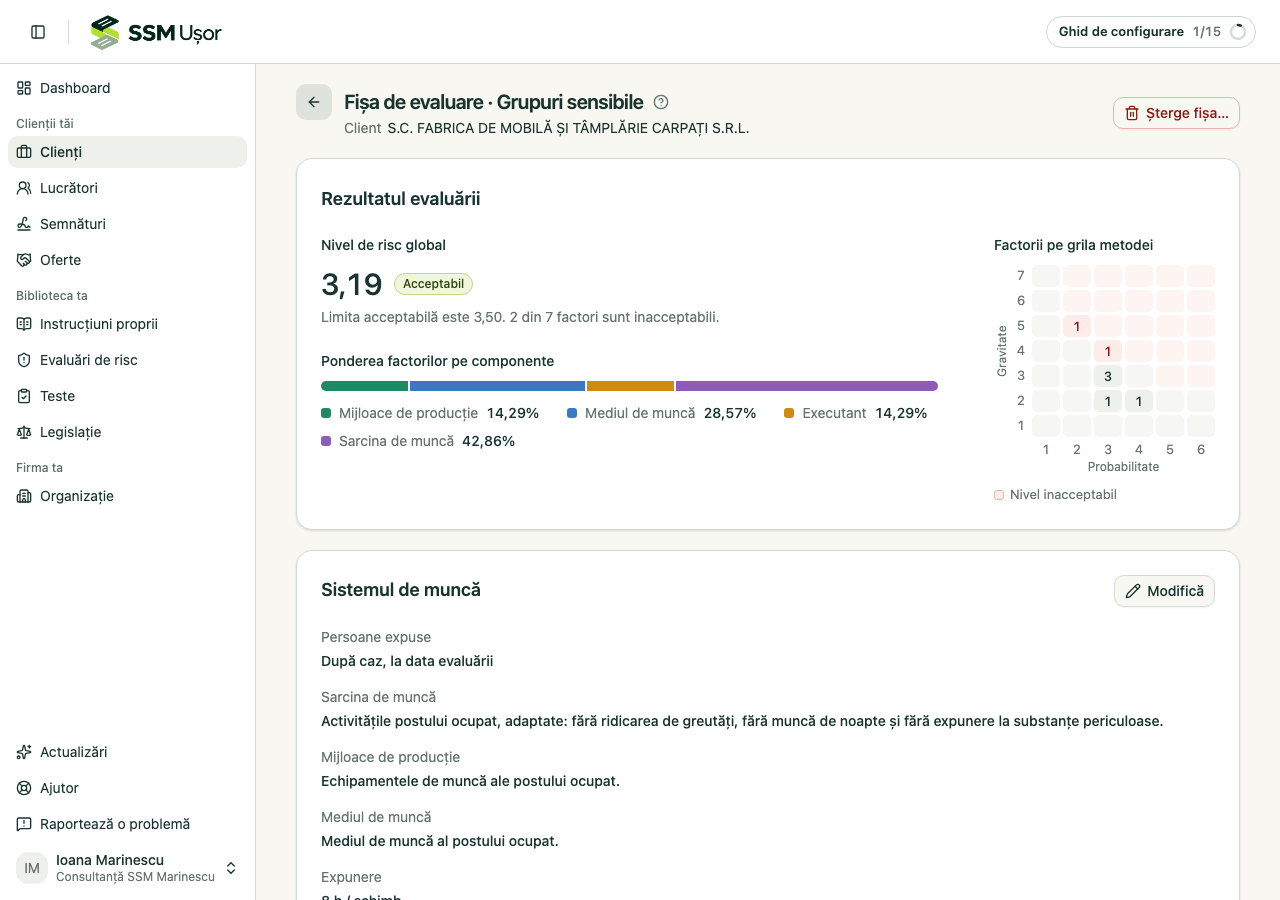 SSM Ușor
Ghid de configurare 1/15
Dashboard
Clienții tăi
Clienți
Lucrători
Semnături
Oferte
Biblioteca ta
Instrucțiuni proprii
Evaluări de risc
Teste
Legislație
Firma ta
Organizație
Actualizări
Ajutor
Raportează o problemă
IM
Ioana Marinescu
Consultanță SSM Marinescu
Fișa de evaluare · Grupuri sensibile
Client S.C. FABRICA DE MOBILĂ ȘI TÂMPLĂRIE CARPAȚI S.R.L.
Șterge fișa...
Rezultatul evaluării
Nivel de risc global
3,19 Acceptabil
Limita acceptabilă este 3,50. 2 din 7 factori sunt inacceptabili.
Ponderea factorilor pe componente
Mijloace de producție 14,29% Mediul de muncă 28,57% Executant 14,29%
Sarcina de muncă 42,86%
Factorii pe grila metodei
Gravitate
7
6
5 1
4 1
3 3
2 1 1
1
1 2 3 4 5 6
Probabilitate
Nivel inacceptabil
Sistemul de muncă
Modifică
Persoane expuse
După caz, la data evaluării
Sarcina de muncă
Activitățile postului ocupat, adaptate: fără ridicarea de greutăți, fără muncă de noapte și fără expunere la substanțe periculoase.
Mijloace de producție
Echipamentele de muncă ale postului ocupat.
Mediul de muncă
Mediul de muncă al postului ocupat.
Expunere
8 h / schimb